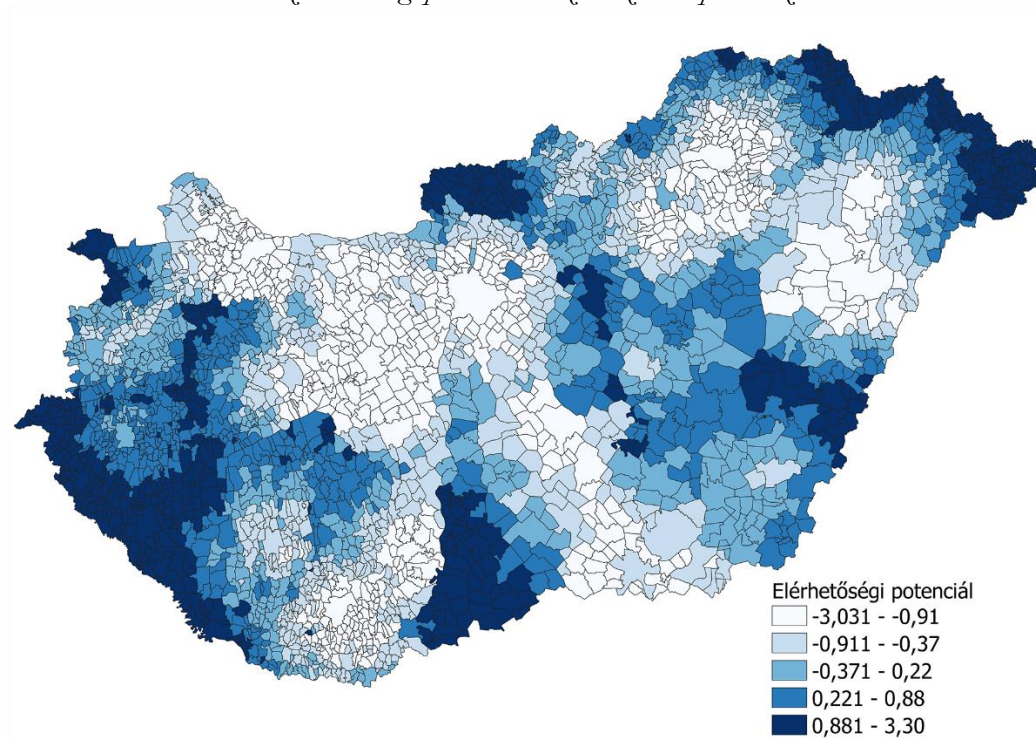 Elérhetőségi potenciál
-3,031 - -0,91
-0,911 - -0,37
-0,371 - 0,22
0,221 - 0,88
0,881 - 3,30